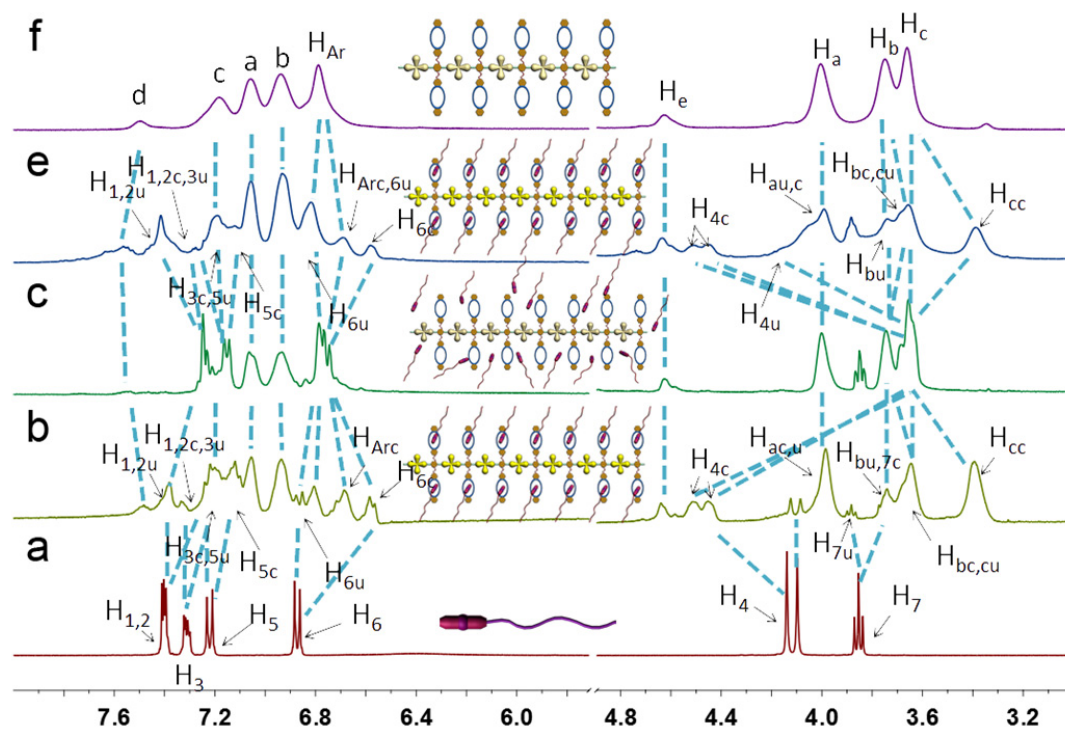 f
d
c
a
b
H_Ar
H_e
H_a
H_b
H_c
e
H_1,2u
H_1,2c,3u
H_Arc,6u
H_6c
H_4c
H_au,c
H_bc,cu
H_cc
H_bu
H_3c,5u
H_5c
H_6u
H_4u
c
b
H_1,2u
H_1,2c,3u
H_Arc
H_6c
H_4c
H_ac,u
H_bu,7c
H_cc
H_7u
H_bc,cu
H_3c,5u
H_5c
H_6u
a
H_1,2
H_3
H_5
H_6
H_4
H_7
7.6 7.2 6.8 6.4 6.0 4.8 4.4 4.0 3.6 3.2